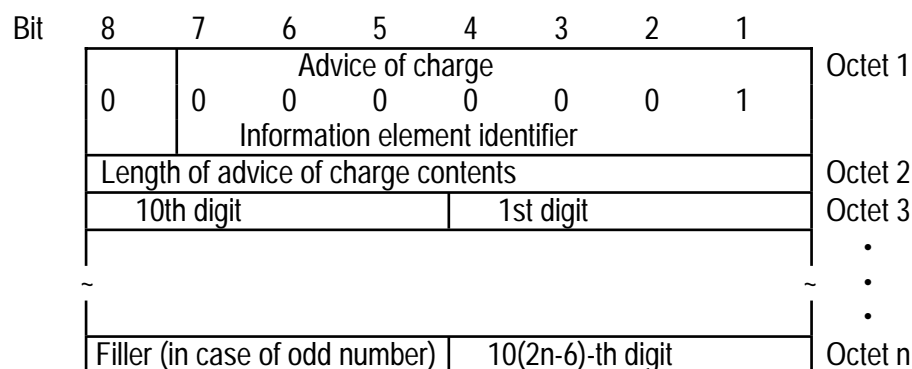 Bit 8 7 6 5 4 3 2 1
Advice of charge Octet 1
0 0 0 0 0 0 0 1
Information element identifier
Length of advice of charge contents Octet 2
10th digit 1st digit Octet 3
•
~ ~ •
•
Filler (in case of odd number) 10(2n-6)-th digit Octet n